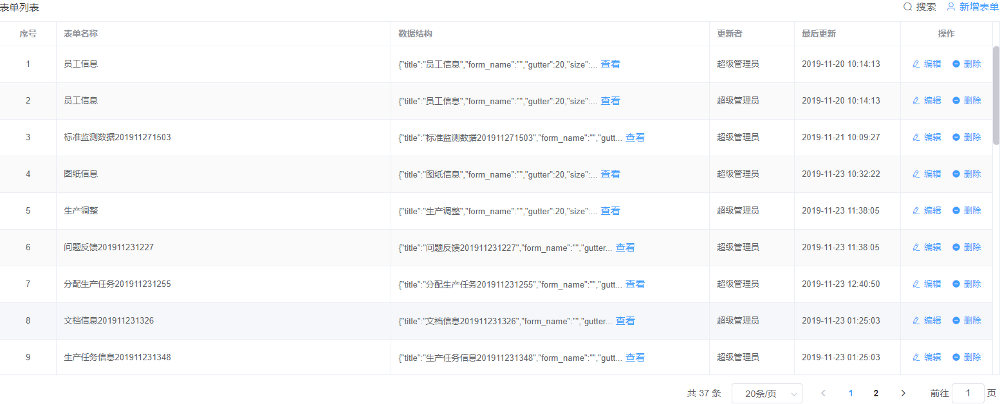 表单列表 搜索 新增表单
序号 表单名称 数据结构 更新者 最后更新 操作
1 员工信息 {"title":"员工信息","form_name":"","gutter":20,"size":... 查看 超级管理员 2019-11-20 10:14:13 编辑 删除
2 员工信息 {"title":"员工信息","form_name":"","gutter":20,"size":... 查看 超级管理员 2019-11-20 10:14:13 编辑 删除
3 标准监测数据201911271503 {"title":"标准监测数据201911271503","form_name":"","gutt... 查看 超级管理员 2019-11-21 10:09:27 编辑 删除
4 图纸信息 {"title":"图纸信息","form_name":"","gutter":20,"size":... 查看 超级管理员 2019-11-23 10:32:22 编辑 删除
5 生产调整 {"title":"生产调整","form_name":"","gutter":20,"size":... 查看 超级管理员 2019-11-23 11:38:05 编辑 删除
6 问题反馈201911231227 {"title":"问题反馈201911231227","form_name":"","gutter... 查看 超级管理员 2019-11-23 11:38:05 编辑 删除
7 分配生产任务201911231255 {"title":"分配生产任务201911231255","form_name":"","gutt... 查看 超级管理员 2019-11-23 12:40:50 编辑 删除
8 文档信息201911231326 {"title":"文档信息201911231326","form_name":"","gutter... 查看 超级管理员 2019-11-23 01:25:03 编辑 删除
9 生产任务信息201911231348 {"title":"生产任务信息201911231348","form_name":"","gutt... 查看 超级管理员 2019-11-23 01:25:03 编辑 删除
共 37 条 20条/页 1 2 前往 1 页